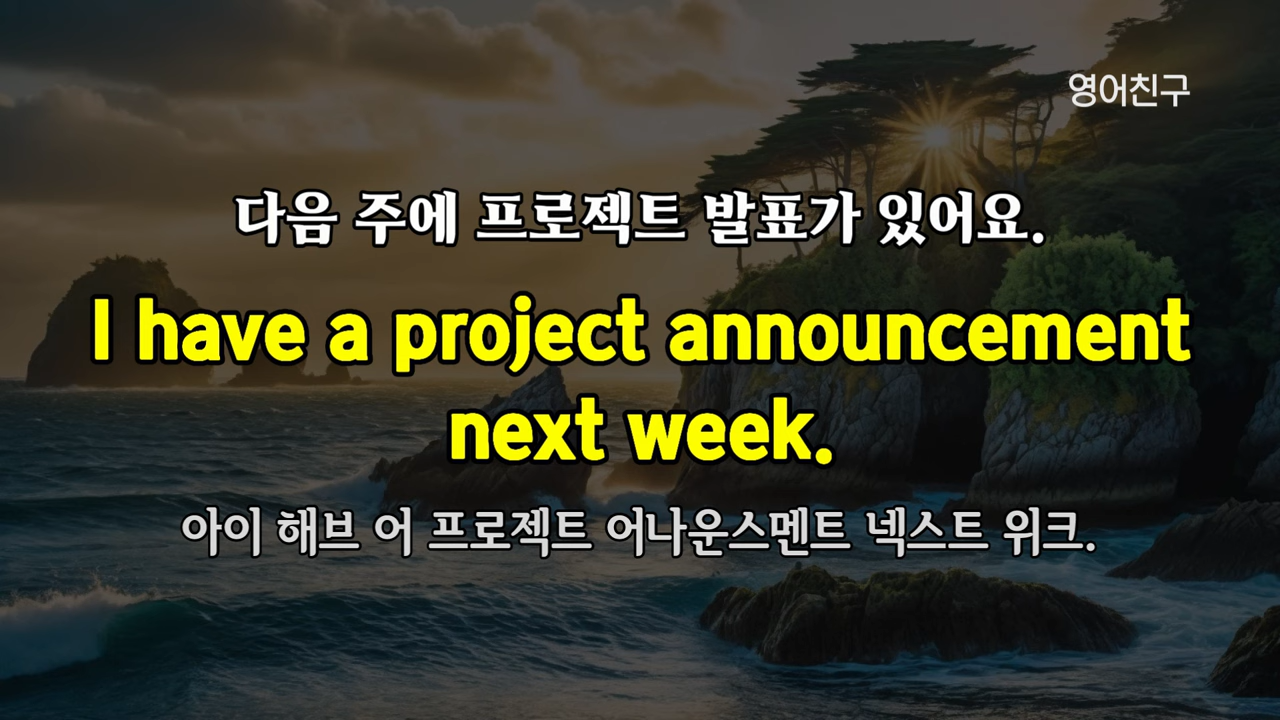 영어친구
다음 주에 프로젝트 발표가 있어요.
I have a project announcement
next week.
아이 해브 어 프로젝트 어나운스멘트 넥스트 위크.